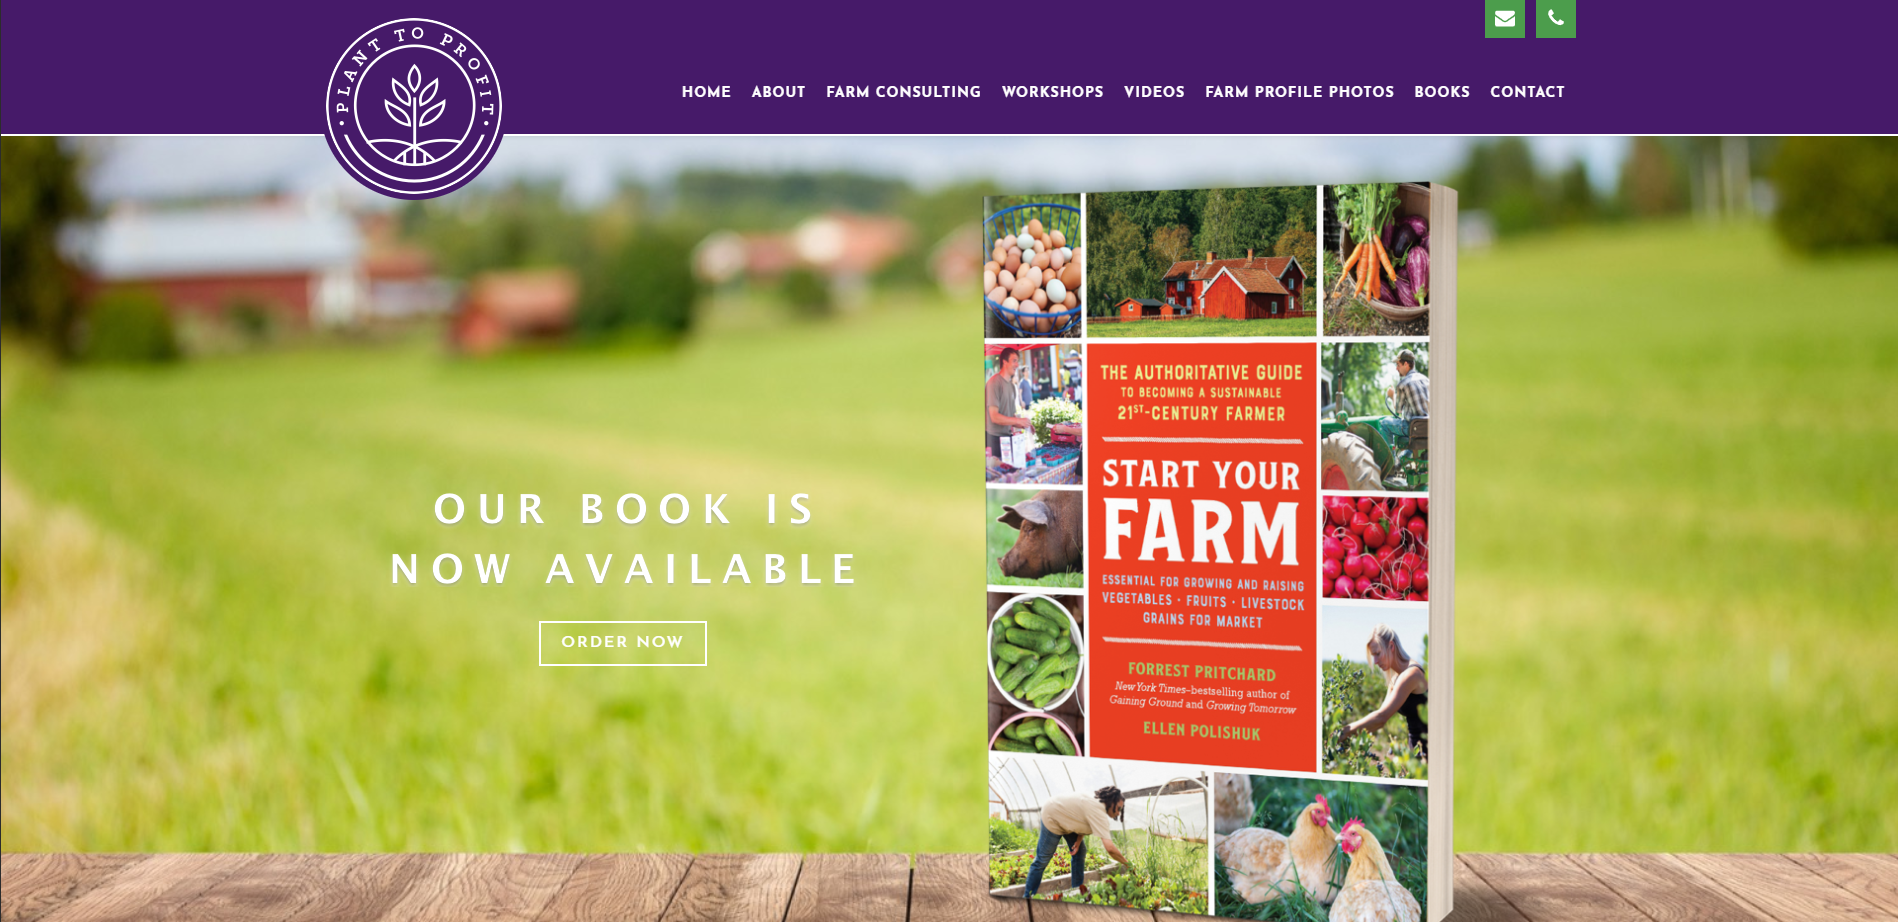 · PLANT TO PROFIT ·
HOME ABOUT FARM CONSULTING WORKSHOPS VIDEOS FARM PROFILE PHOTOS BOOKS CONTACT
OUR BOOK IS
NOW AVAILABLE
ORDER NOW
THE AUTHORITATIVE GUIDE
TO BECOMING A SUSTAINABLE
21ST-CENTURY FARMER
START YOUR
FARM
ESSENTIAL FOR GROWING AND RAISING
VEGETABLES · FRUITS · LIVESTOCK
GRAINS FOR MARKET
FORREST PRITCHARD
New York Times–bestselling author of
Gaining Ground and Growing Tomorrow
ELLEN POLISHUK